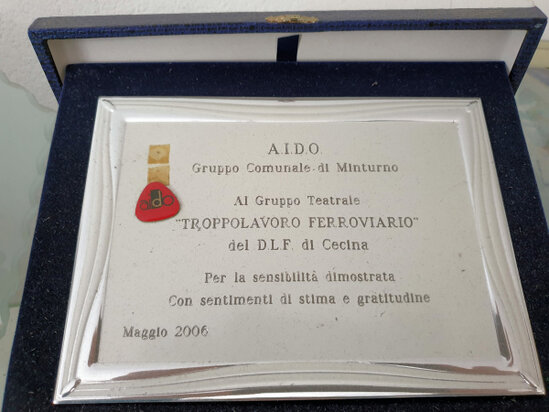 A.I.D.O.
Gruppo Comunale di Minturno
aido
Al Gruppo Teatrale
"TROPPOLAVORO FERROVIARIO"
del D.L.F. di Cecina
Per la sensibilità dimostrata
Con sentimenti di stima e gratitudine
Maggio 2006